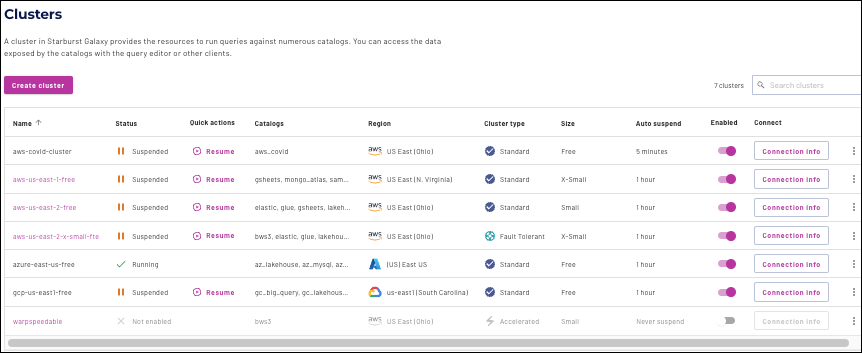 Clusters
A cluster in Starburst Galaxy provides the resources to run queries against numerous catalogs. You can access the data
exposed by the catalogs with the query editor or other clients.
Create cluster 7 clusters Search clusters
Name Status Quick actions Catalogs Region Cluster type Size Auto suspend Enabled Connect
aws-covid-cluster Suspended Resume aws_covid aws US East (Ohio) Standard Free 5 minutes Connection info
aws-us-east-1-free Suspended Resume gsheets, mongo_atlas, sam... aws US East (N. Virginia) Standard X-Small 1 hour Connection info
aws-us-east-2-free Suspended Resume elastic, glue, gsheets, lakeh... aws US East (Ohio) Standard Small 1 hour Connection info
aws-us-east-2-x-small-fte Suspended Resume bws3, elastic, glue, lakehou... aws US East (Ohio) Fault Tolerant X-Small 1 hour Connection info
azure-east-us-free Running az_lakehouse, az_mysql, az... (US) East US Standard Free 1 hour Connection info
gcp-us-east1-free Suspended Resume gc_big_query, gc_lakehous... us-east1 (South Carolina) Standard Free 1 hour Connection info
warpspeedable Not enabled bws3 aws US East (Ohio) Accelerated Small Never suspend Connection info